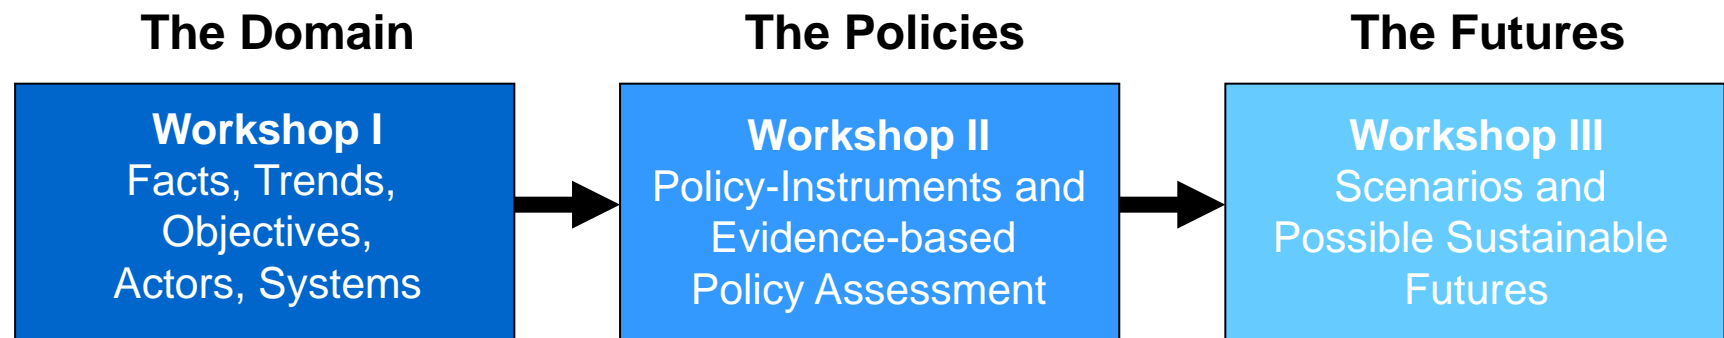 The Domain
Workshop I
Facts, Trends,
Objectives,
Actors, Systems
The Policies
Workshop II
Policy-Instruments and
Evidence-based
Policy Assessment
The Futures
Workshop III
Scenarios and
Possible Sustainable
Futures